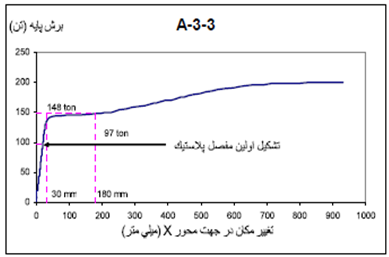 A-3-3
برش پایه (تن)
250
200
150
100
50
0
148 ton
97 ton
تشکیل اولین مفصل پلاستیك
30 mm
180 mm
0 100 200 300 400 500 600 700 800 900 1000
تغییر مکان در جهت محور X (میلي متر)